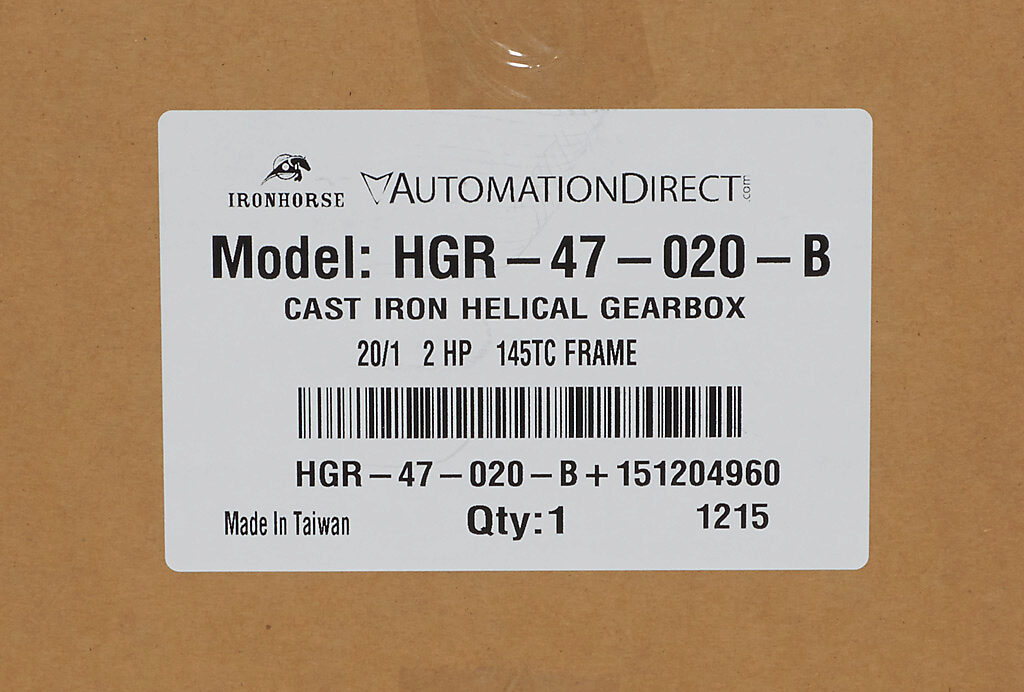 IRONHORSE AUTOMATIONDIRECT.com
Model: HGR-47-020-B
CAST IRON HELICAL GEARBOX
20/1 2 HP 145TC FRAME
HGR-47-020-B+151204960
Made In Taiwan Qty:1 1215